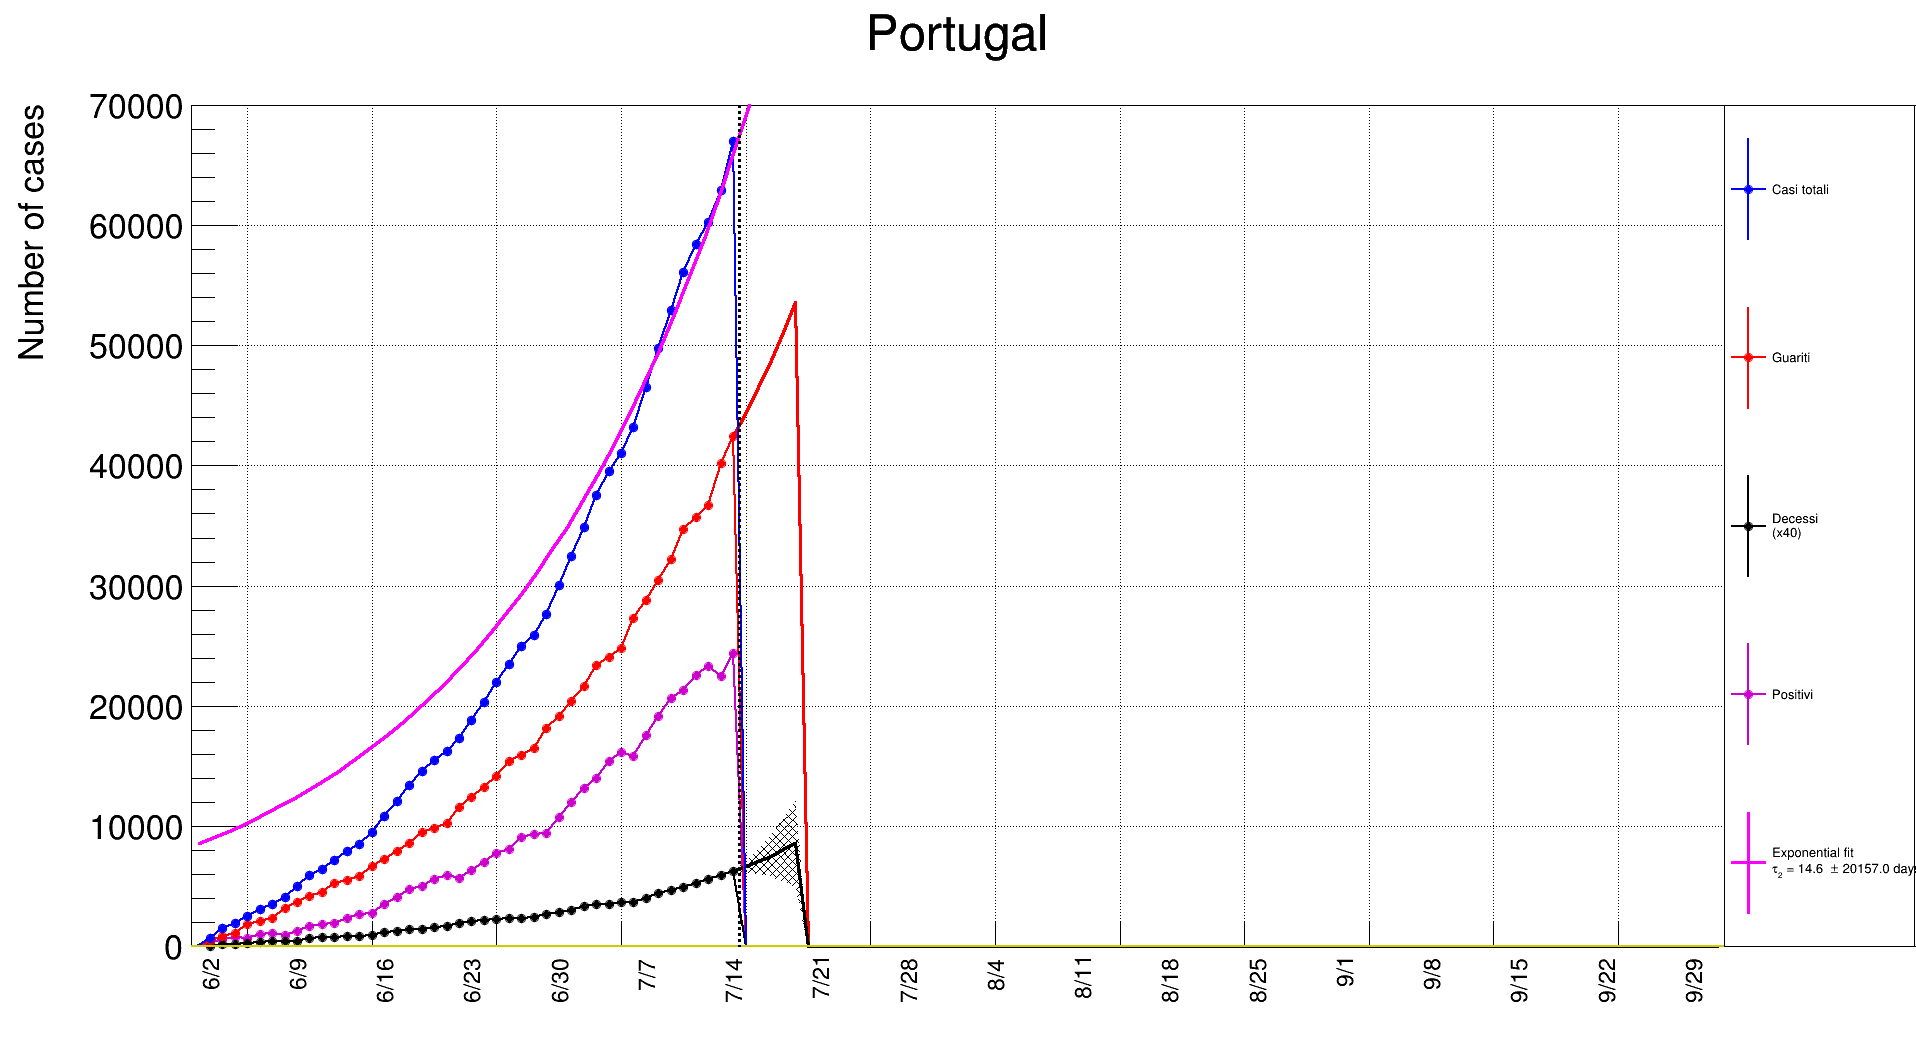 Portugal
Number of cases
70000
60000
50000
40000
30000
20000
10000
0
6/2
6/9
6/16
6/23
6/30
7/7
7/14
7/21
7/28
8/4
8/11
8/18
8/25
9/1
9/8
9/15
9/22
9/29
Casi totali
Guariti
Decessi
(x40)
Positivi
Exponential fit
τ2 = 14.6 ± 20157.0 days